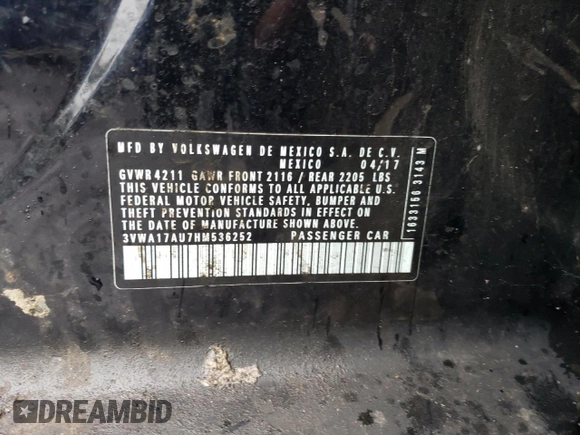 MFD BY VOLKSWAGEN DE MEXICO S.A. DE C.V.
MEXICO 04/17
GVWR 4211 GAWR FRONT 2116 / REAR 2205 LBS
THIS VEHICLE CONFORMS TO ALL APPLICABLE U.S.
FEDERAL MOTOR VEHICLE SAFETY, BUMPER AND
THEFT PREVENTION STANDARDS IN EFFECT ON
THE DATE OF MANUFACTURE SHOWN ABOVE.
3VWA17AU7HM536252 PASSENGER CAR
1633156 3143 M
DREAMBID